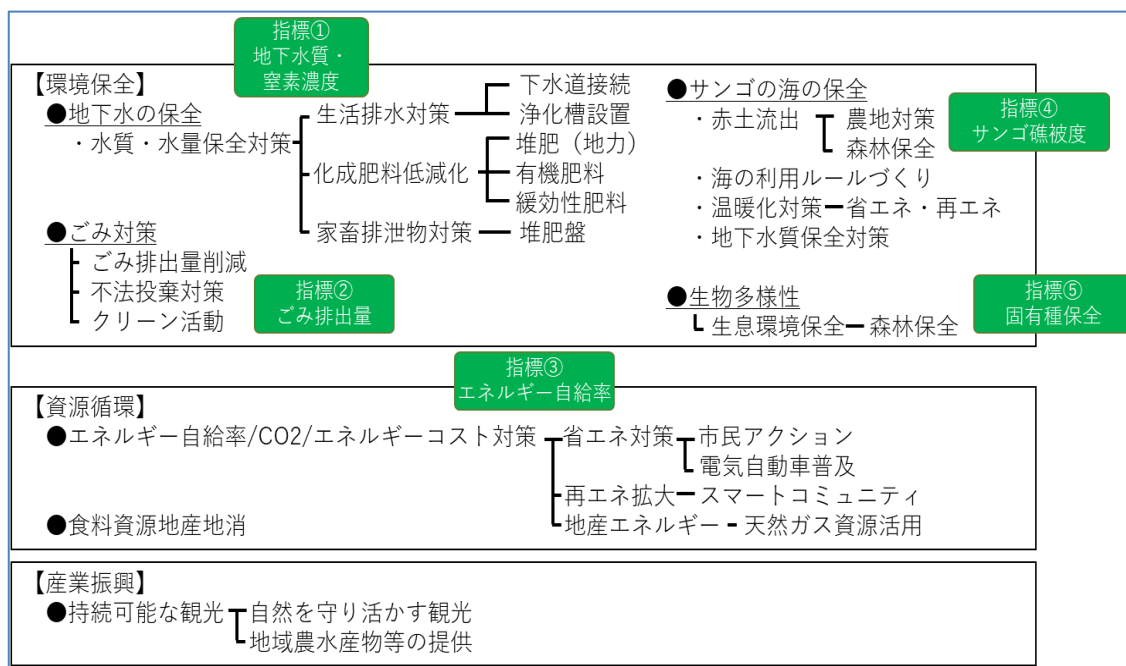 指標①
地下水質・
窒素濃度
【環境保全】
●地下水の保全
・水質・水量保全対策
生活排水対策
下水道接続
浄化槽設置
化成肥料低減化
堆肥（地力）
有機肥料
緩効性肥料
家畜排泄物対策
堆肥盤
●ごみ対策
ごみ排出量削減
不法投棄対策
クリーン活動
指標②
ごみ排出量
●サンゴの海の保全
・赤土流出
農地対策
森林保全
・海の利用ルールづくり
・温暖化対策
省エネ・再エネ
・地下水質保全対策
指標④
サンゴ礁被度
●生物多様性
生息環境保全
森林保全
指標⑤
固有種保全
指標③
エネルギー自給率
【資源循環】
●エネルギー自給率/CO2/エネルギーコスト対策
省エネ対策
市民アクション
電気自動車普及
再エネ拡大
スマートコミュニティ
地産エネルギー
天然ガス資源活用
●食料資源地産地消
【産業振興】
●持続可能な観光
自然を守り活かす観光
地域農水産物等の提供